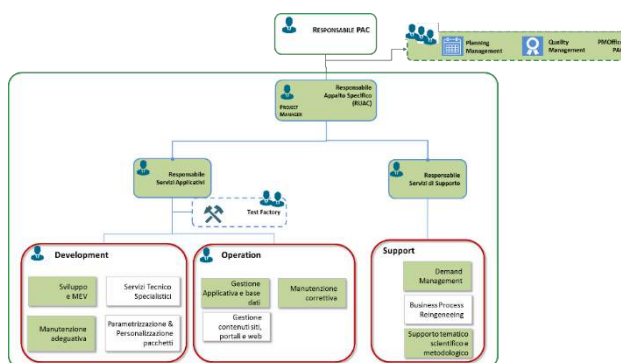 RESPONSABILE PAC
Planning
Management
Quality
Management
PMOffice
PAC
Responsabile
Appalto Specifico
(RUAC)
PROJECT
MANAGER
Responsabile
Servizi Applicativi
Responsabile
Servizi di Supporto
Test Factory
Development
Sviluppo
e MEV
Servizi Tecnico
Specialistici
Manutenzione
adeguativa
Parametrizzazione &
Personalizzazione
pacchetti
Operation
Gestione
Applicativa e base
dati
Manutenzione
correttiva
Gestione
contenuti siti,
portali e web
Support
Demand
Management
Business Process
Reingeneering
Supporto tematico
scientifico e
metodologico